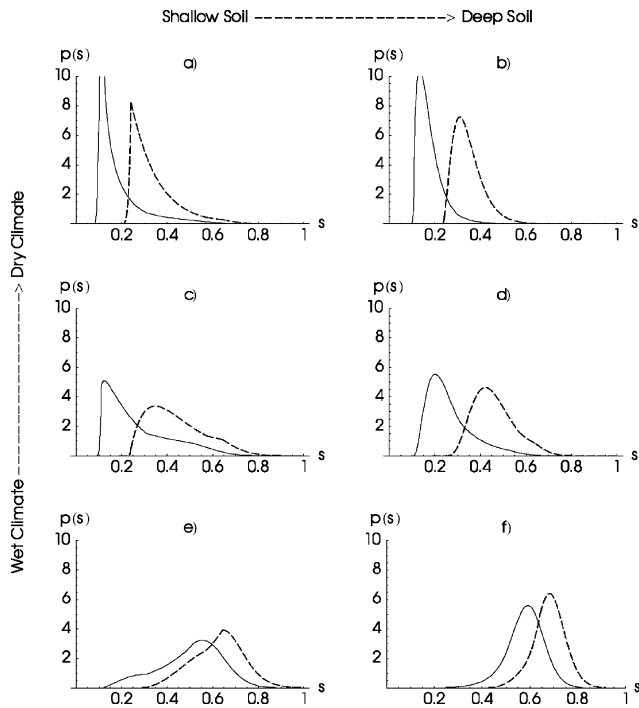 Shallow Soil ---------------------> Deep Soil
p(s) a) p(s) b)
10 10
8 8
6 6
4 4
2 2
0.2 0.4 0.6 0.8 1 s 0.2 0.4 0.6 0.8 1 s
Wet Climate --------------------> Dry Climate
p(s) c) p(s) d)
10 10
8 8
6 6
4 4
2 2
0.2 0.4 0.6 0.8 1 s 0.2 0.4 0.6 0.8 1 s
p(s) e) p(s) f)
10 10
8 8
6 6
4 4
2 2
0.2 0.4 0.6 0.8 1 s 0.2 0.4 0.6 0.8 1 s